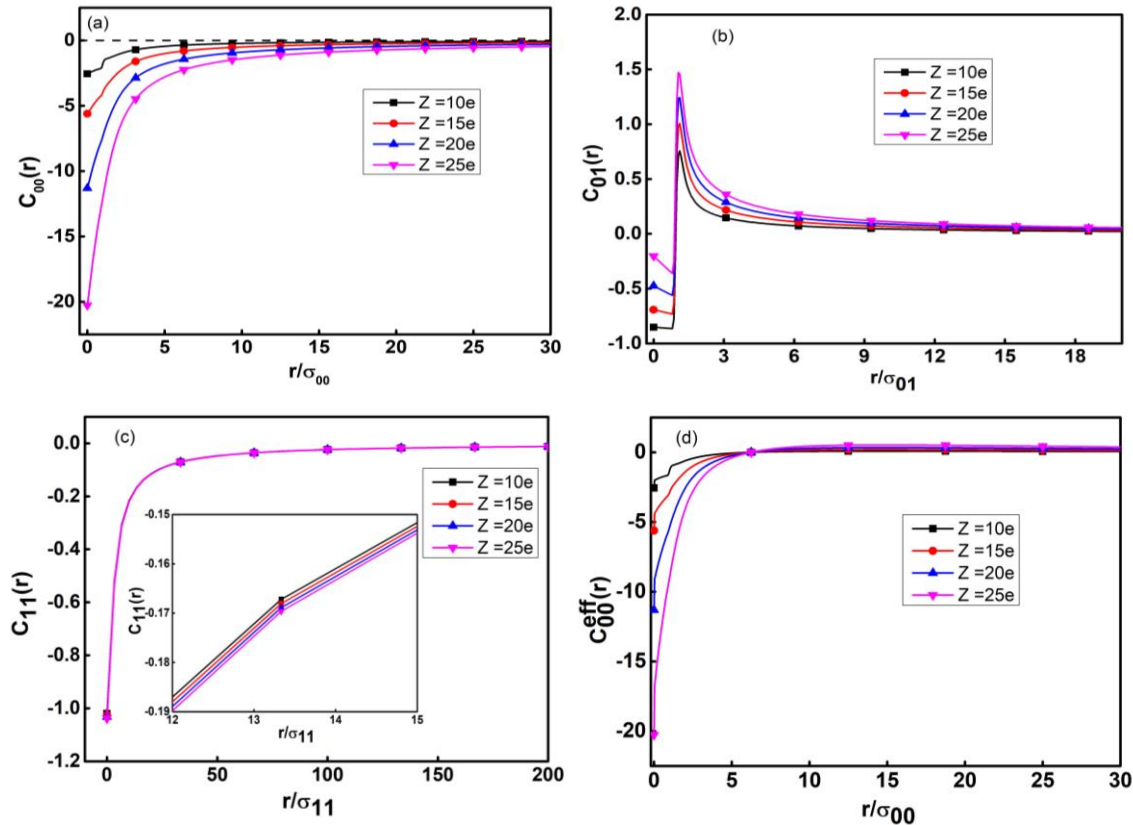 (a)
0
-5
-10
-15
-20
C00(r)
0 5 10 15 20 25 30
r/σ00
Z =10e
Z =15e
Z =20e
Z =25e
(b)
2.0
1.5
1.0
0.5
0.0
-0.5
-1.0
C01(r)
0 3 6 9 12 15 18
r/σ01
Z =10e
Z =15e
Z =20e
Z =25e
(c)
0.0
-0.2
-0.4
-0.6
-0.8
-1.0
-1.2
C11(r)
0 50 100 150 200
r/σ11
Z =10e
Z =15e
Z =20e
Z =25e
-0.15
-0.16
-0.17
-0.18
-0.19
C11(r)
12 13 14 15
r/σ11
(d)
0
-5
-10
-15
-20
C00eff(r)
0 5 10 15 20 25 30
r/σ00
Z =10e
Z =15e
Z =20e
Z =25e